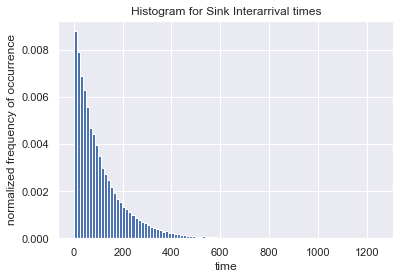 Histogram for Sink Interarrival times
normalized frequency of occurrence
0.008
0.006
0.004
0.002
0.000
0 200 400 600 800 1000 1200
time